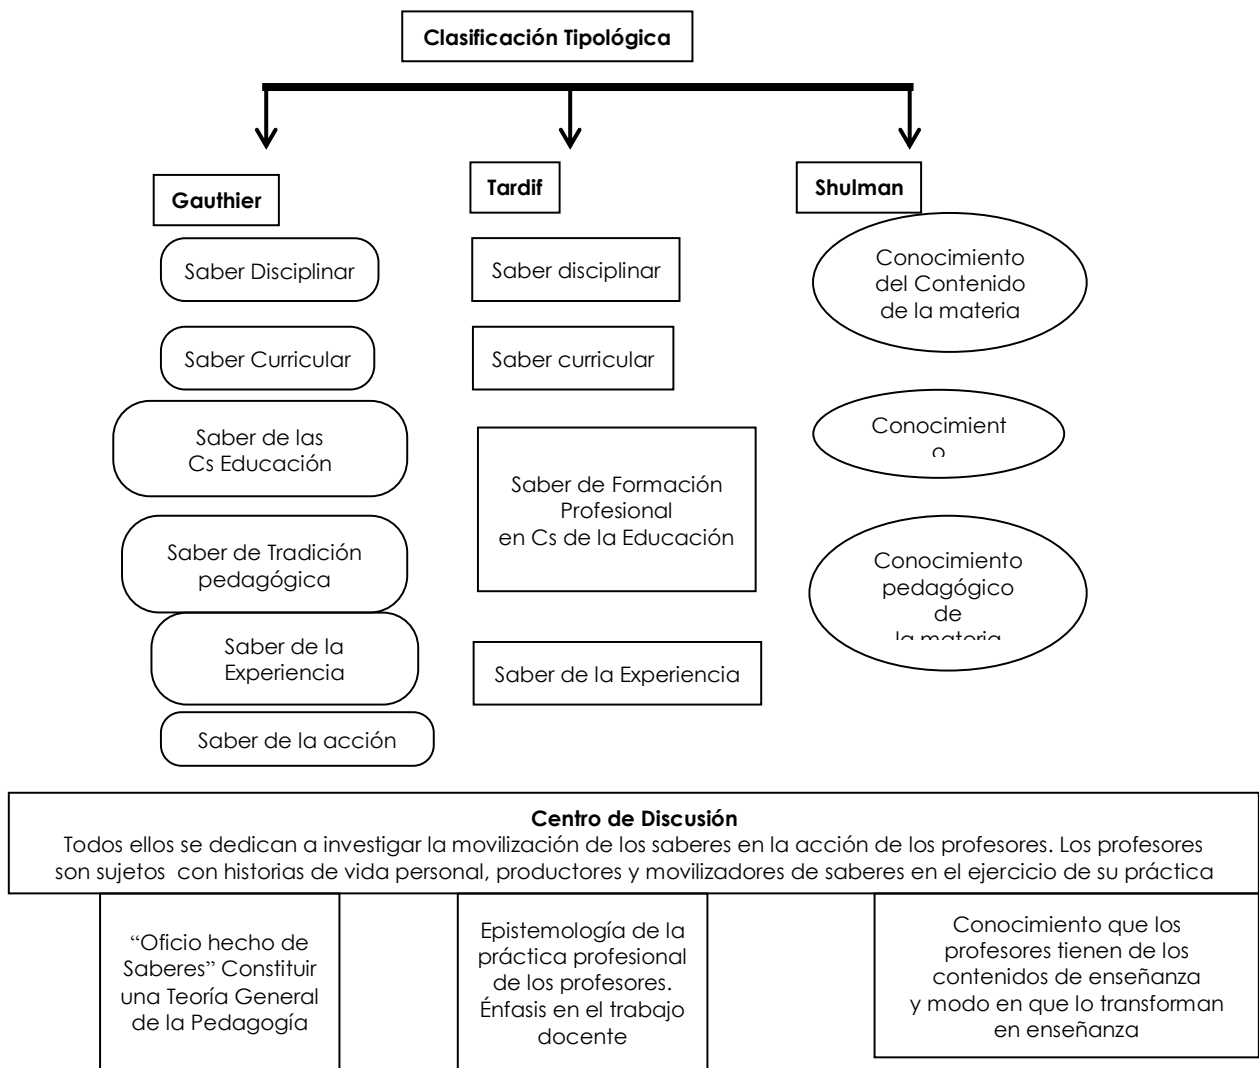 Clasificación Tipológica
Gauthier
Saber Disciplinar
Saber Curricular
Saber de las
Cs Educación
Saber de Tradición
pedagógica
Saber de la
Experiencia
Saber de la acción
Tardif
Saber disciplinar
Saber curricular
Saber de Formación
Profesional
en Cs de la Educación
Saber de la Experiencia
Shulman
Conocimiento
del Contenido
de la materia
Conocimient
o
Conocimiento
pedagógico
de
la materia
Centro de Discusión
Todos ellos se dedican a investigar la movilización de los saberes en la acción de los profesores. Los profesores
son sujetos con historias de vida personal, productores y movilizadores de saberes en el ejercicio de su práctica
“Oficio hecho de
Saberes” Constituir
una Teoría General
de la Pedagogía
Epistemología de la
práctica profesional
de los profesores.
Énfasis en el trabajo
docente
Conocimiento que los
profesores tienen de los
contenidos de enseñanza
y modo en que lo transforman
en enseñanza